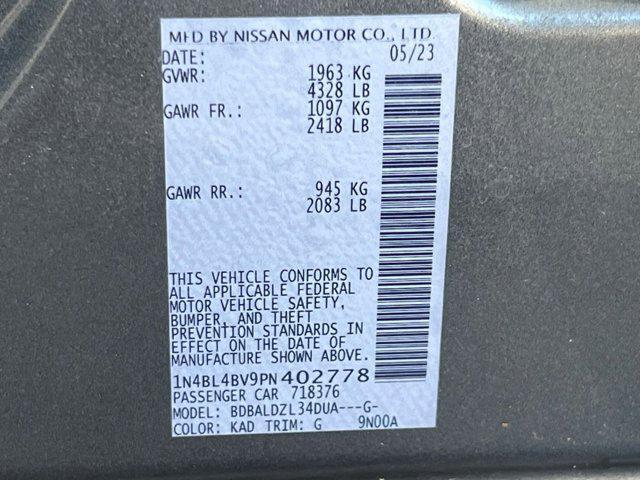 MFD BY NISSAN MOTOR CO., LTD.
DATE: 05/23
GVWR: 1963 KG
4328 LB
GAWR FR.: 1097 KG
2418 LB
GAWR RR.: 945 KG
2083 LB
THIS VEHICLE CONFORMS TO
ALL APPLICABLE FEDERAL
MOTOR VEHICLE SAFETY,
BUMPER, AND THEFT
PREVENTION STANDARDS IN
EFFECT ON THE DATE OF
MANUFACTURE SHOWN ABOVE.
1N4BL4BV9PN402778
PASSENGER CAR 718376
MODEL: BDBALDZL34DUA---G-
COLOR: KAD TRIM: G 9N00A